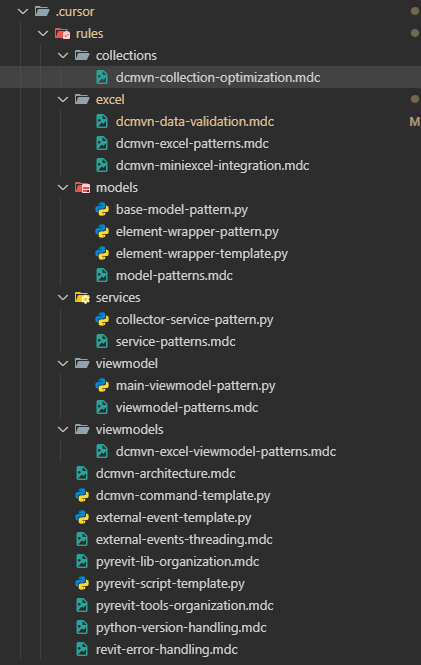 .cursor
rules
collections
dcmvn-collection-optimization.mdc
excel
dcmvn-data-validation.mdc M
dcmvn-excel-patterns.mdc
dcmvn-miniexcel-integration.mdc
models
base-model-pattern.py
element-wrapper-pattern.py
element-wrapper-template.py
model-patterns.mdc
services
collector-service-pattern.py
service-patterns.mdc
viewmodel
main-viewmodel-pattern.py
viewmodel-patterns.mdc
viewmodels
dcmvn-excel-viewmodel-patterns.mdc
dcmvn-architecture.mdc
dcmvn-command-template.py
external-event-template.py
external-events-threading.mdc
pyrevit-lib-organization.mdc
pyrevit-script-template.py
pyrevit-tools-organization.mdc
python-version-handling.mdc
revit-error-handling.mdc